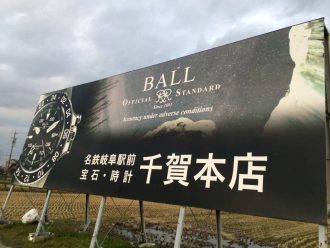 BALL
OFFICIAL RR STANDARD
Since 1891
Accuracy under adverse conditions
名鉄岐阜駅前
宝石・時計
千賀本店